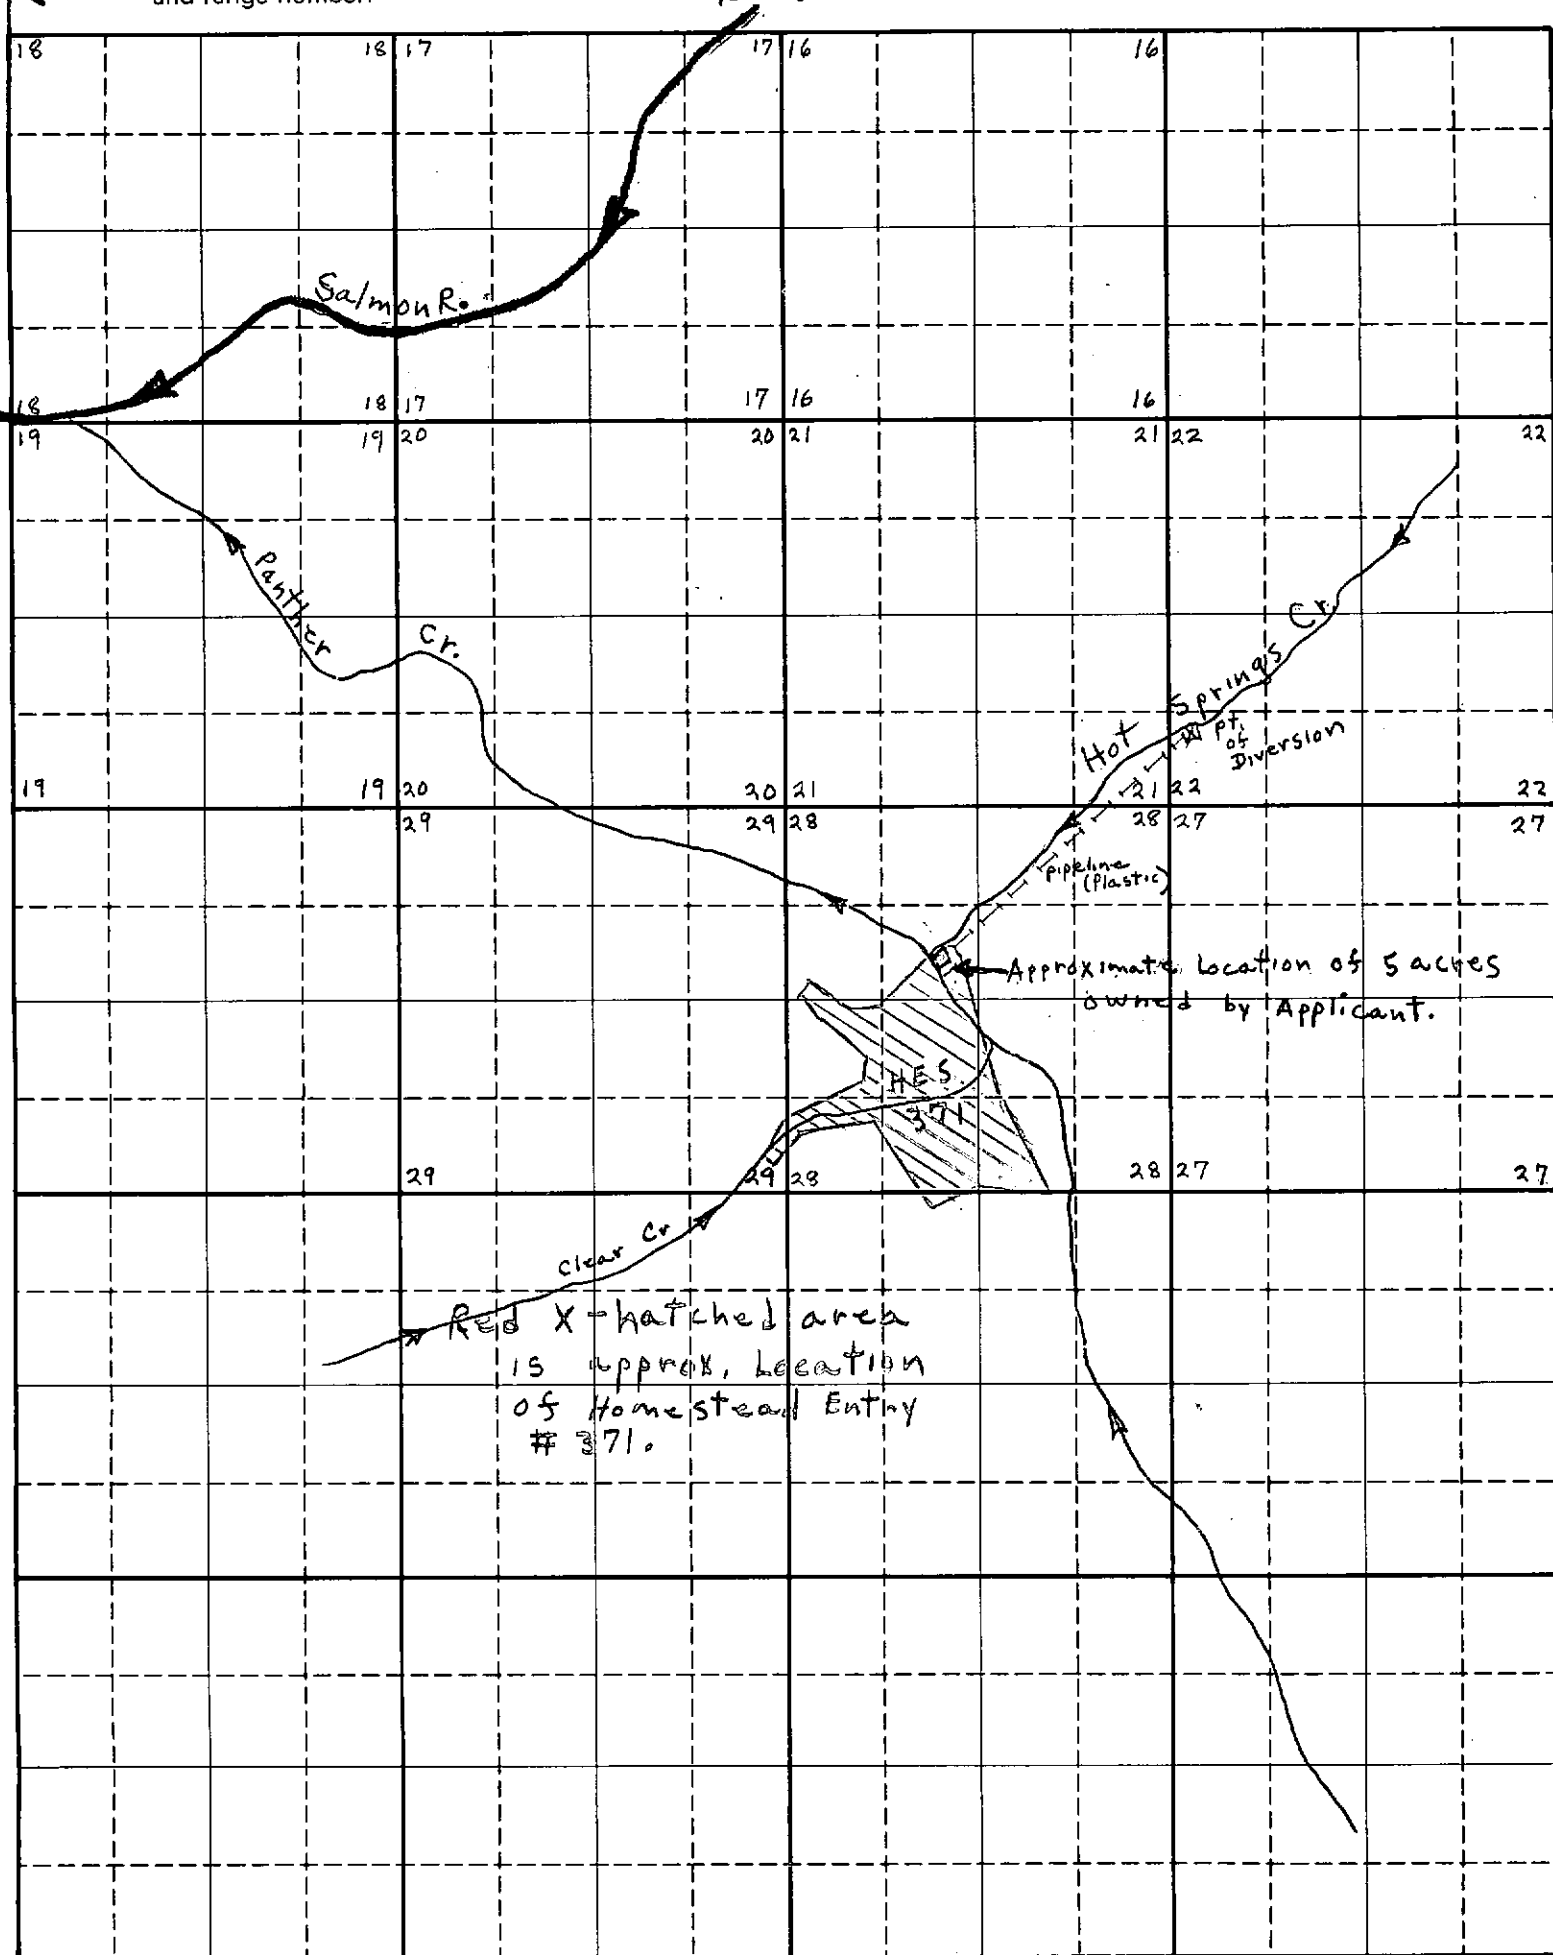 and range number.
18
18 17
17 16
16
Salmon R.
18
18 17
17 16
16
19
19 20
20 21
21 22
22
Panther
Cr.
Hot Springs Cr.
pt.
of
Diversion
19
19 20
20 21
21 22
22
29
29 28
28 27
27
pipeline
(Plastic)
Approximate Location of 5 acres
owned by Applicant.
HES
371
29
29 28
28 27
27
Clear Cr
Red X-hatched area
is approx. Location
of Homestead Entry
# 371.